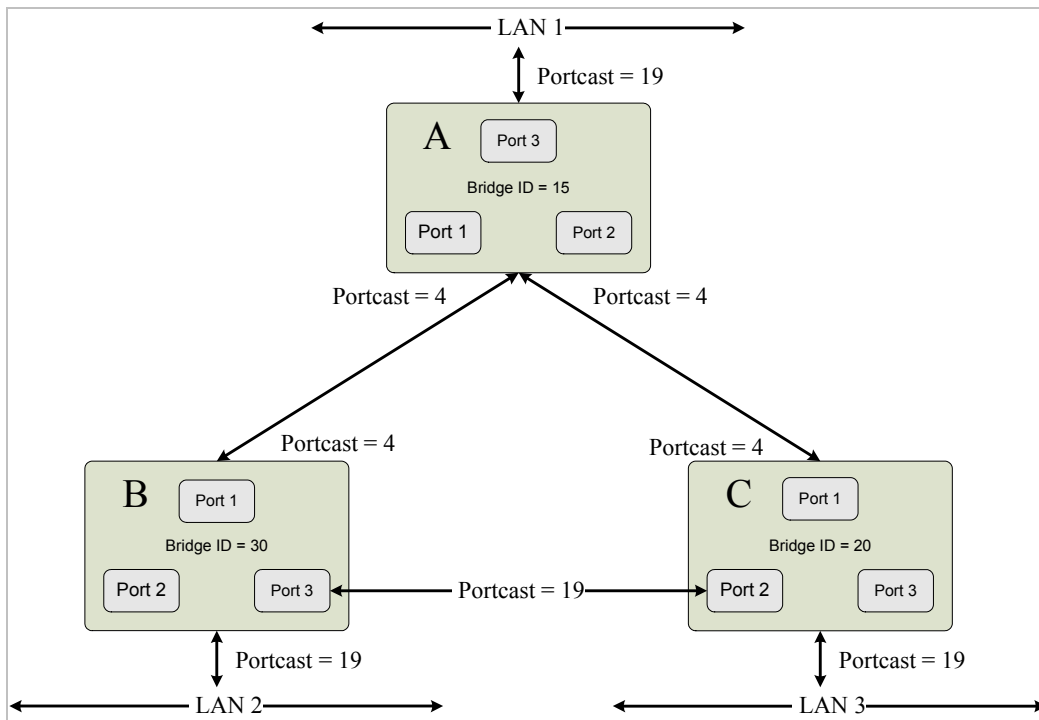 LAN 1
Portcast = 19
A
Port 3
Bridge ID = 15
Port 1
Port 2
Portcast = 4
Portcast = 4
Portcast = 4
Portcast = 4
B
Port 1
Bridge ID = 30
Port 2
Port 3
Portcast = 19
C
Port 1
Bridge ID = 20
Port 2
Port 3
Portcast = 19
LAN 2
Portcast = 19
LAN 3